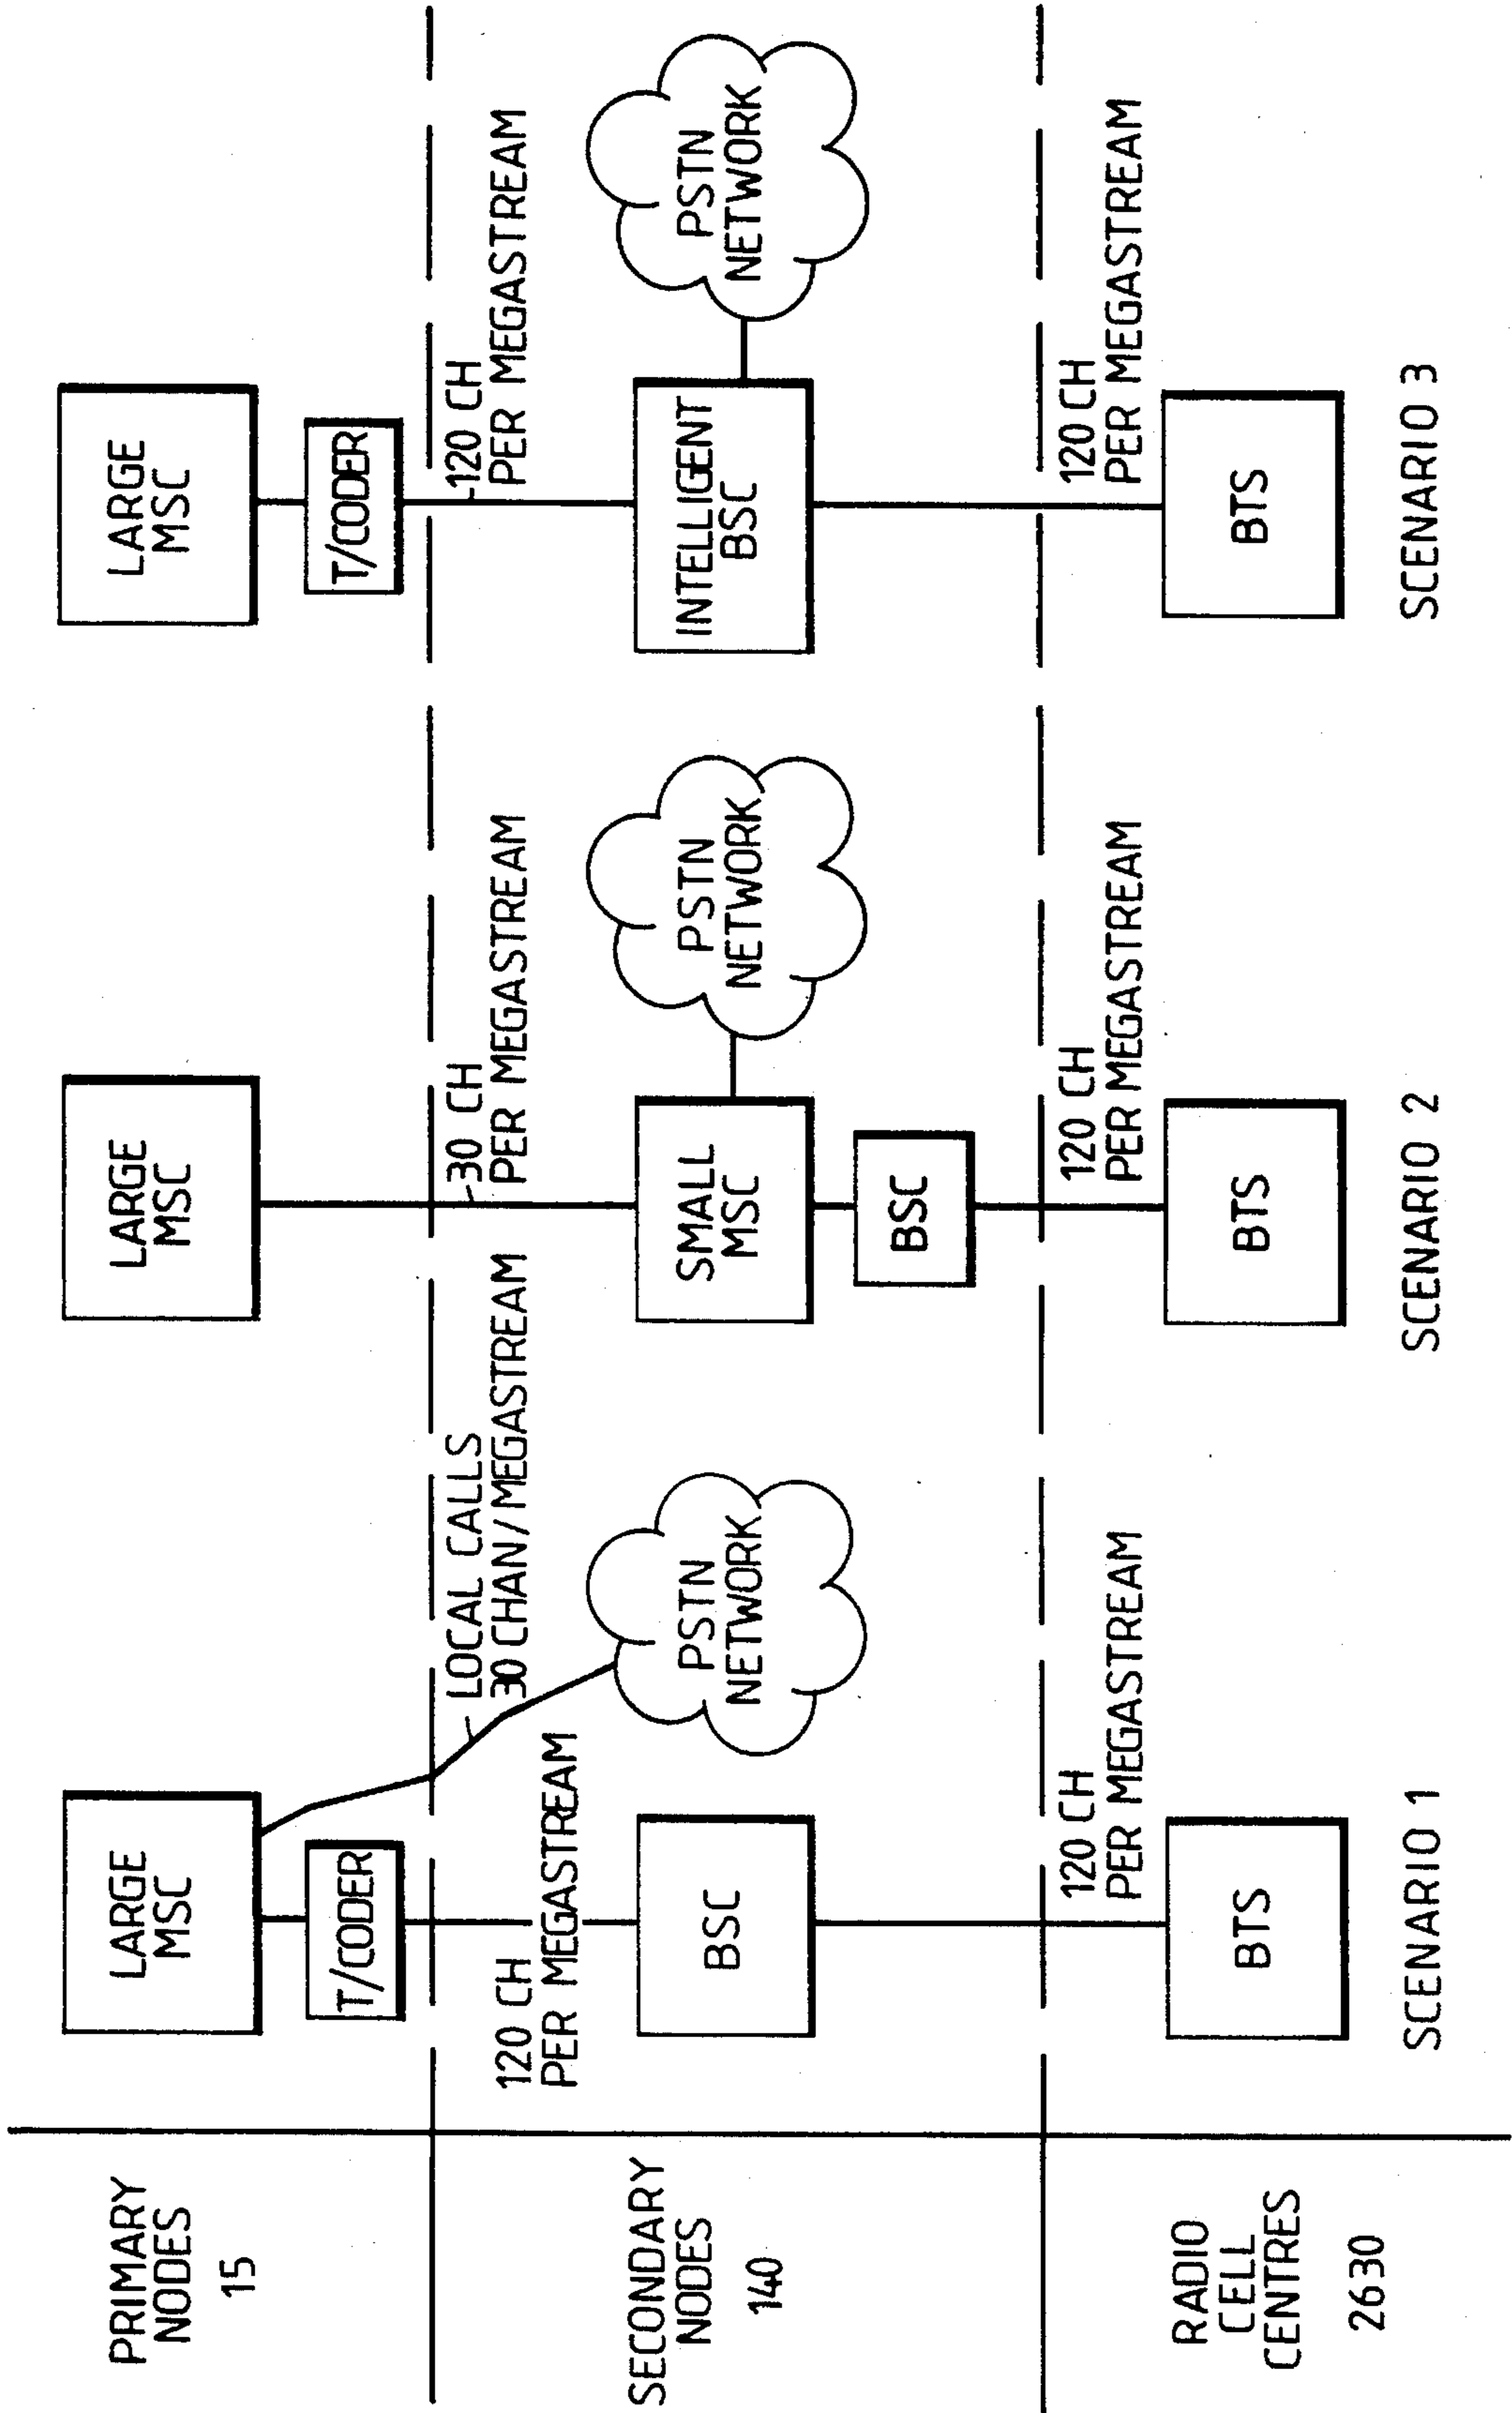 PRIMARY
NODES
15
LARGE
MSC
T/CODER
LARGE
MSC
LARGE
MSC
T/CODER
SECONDARY
NODES
140
120 CH
PER MEGASTREAM
LOCAL CALLS
30 CHAN/MEGASTREAM
BSC
PSTN
NETWORK
30 CH
PER MEGASTREAM
SMALL
MSC
BSC
PSTN
NETWORK
120 CH
PER MEGASTREAM
INTELLIGENT
BSC
PSTN
NETWORK
RADIO
CELL
CENTRES
2630
120 CH
PER MEGASTREAM
BTS
SCENARIO 1
120 CH
PER MEGASTREAM
BTS
SCENARIO 2
120 CH
PER MEGASTREAM
BTS
SCENARIO 3